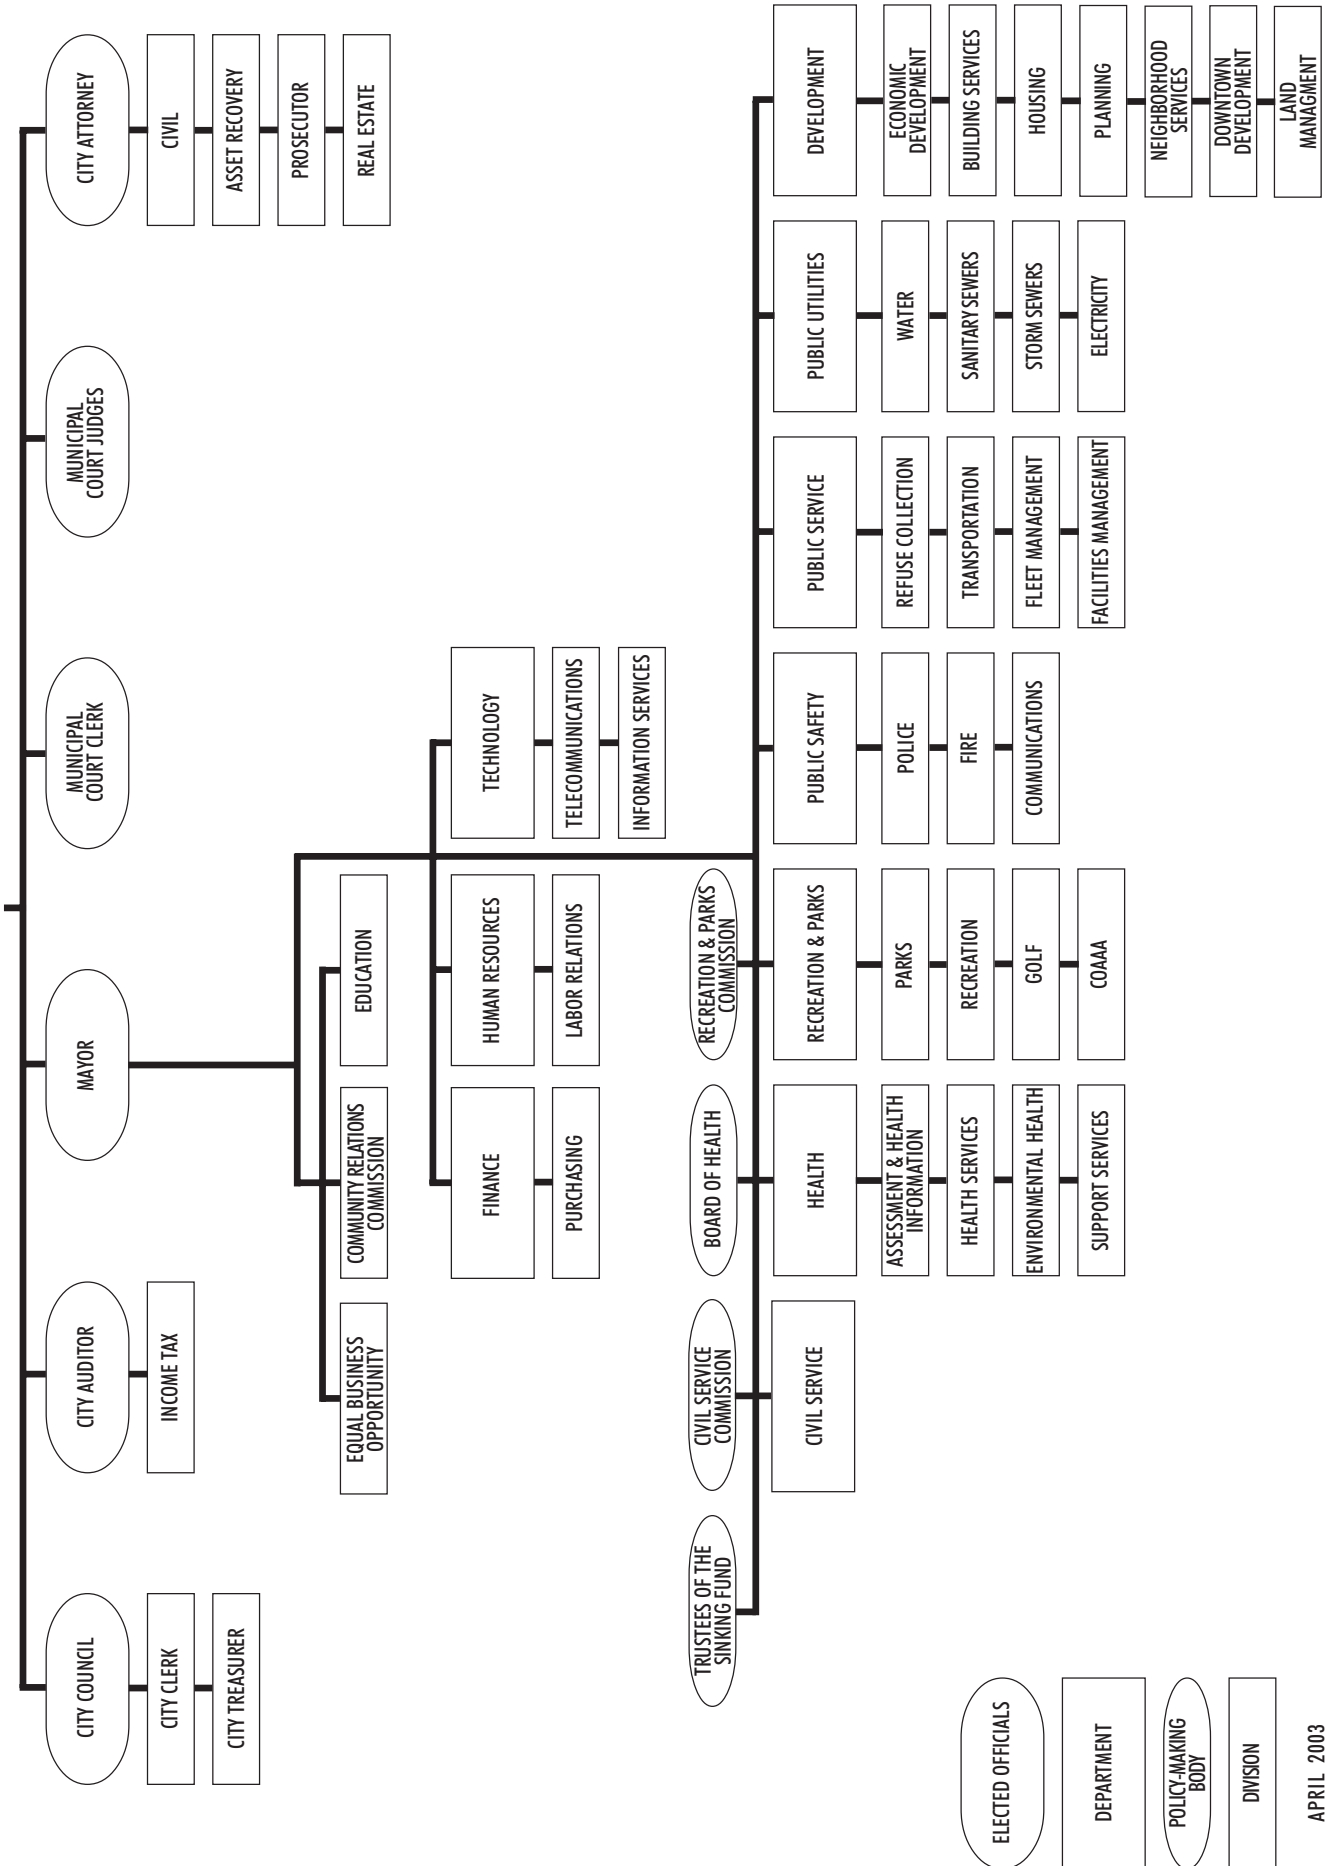 CITY COUNCIL
CITY CLERK
CITY TREASURER
CITY AUDITOR
INCOME TAX
MAYOR
MUNICIPAL
COURT CLERK
MUNICIPAL
COURT JUDGES
CITY ATTORNEY
CIVIL
ASSET RECOVERY
PROSECUTOR
REAL ESTATE
EQUAL BUSINESS
OPPORTUNITY
COMMUNITY RELATIONS
COMMISSION
EDUCATION
FINANCE
PURCHASING
HUMAN RESOURCES
LABOR RELATIONS
TECHNOLOGY
TELECOMMUNICATIONS
INFORMATION SERVICES
TRUSTEES OF THE
SINKING FUND
CIVIL SERVICE
COMMISSION
CIVIL SERVICE
BOARD OF HEALTH
HEALTH
ASSESSMENT & HEALTH
INFORMATION
HEALTH SERVICES
ENVIRONMENTAL HEALTH
SUPPORT SERVICES
RECREATION & PARKS
COMMISSION
RECREATION & PARKS
PARKS
RECREATION
GOLF
COAAA
PUBLIC SAFETY
POLICE
FIRE
COMMUNICATIONS
PUBLIC SERVICE
REFUSE COLLECTION
TRANSPORTATION
FLEET MANAGEMENT
FACILITIES MANAGEMENT
PUBLIC UTILITIES
WATER
SANITARY SEWERS
STORM SEWERS
ELECTRICITY
DEVELOPMENT
ECONOMIC
DEVELOPMENT
BUILDING SERVICES
HOUSING
PLANNING
NEIGHBORHOOD
SERVICES
DOWNTOWN
DEVELOPMENT
LAND
MANAGMENT
ELECTED OFFICIALS
DEPARTMENT
POLICY-MAKING
BODY
DIVISION
APRIL 2003